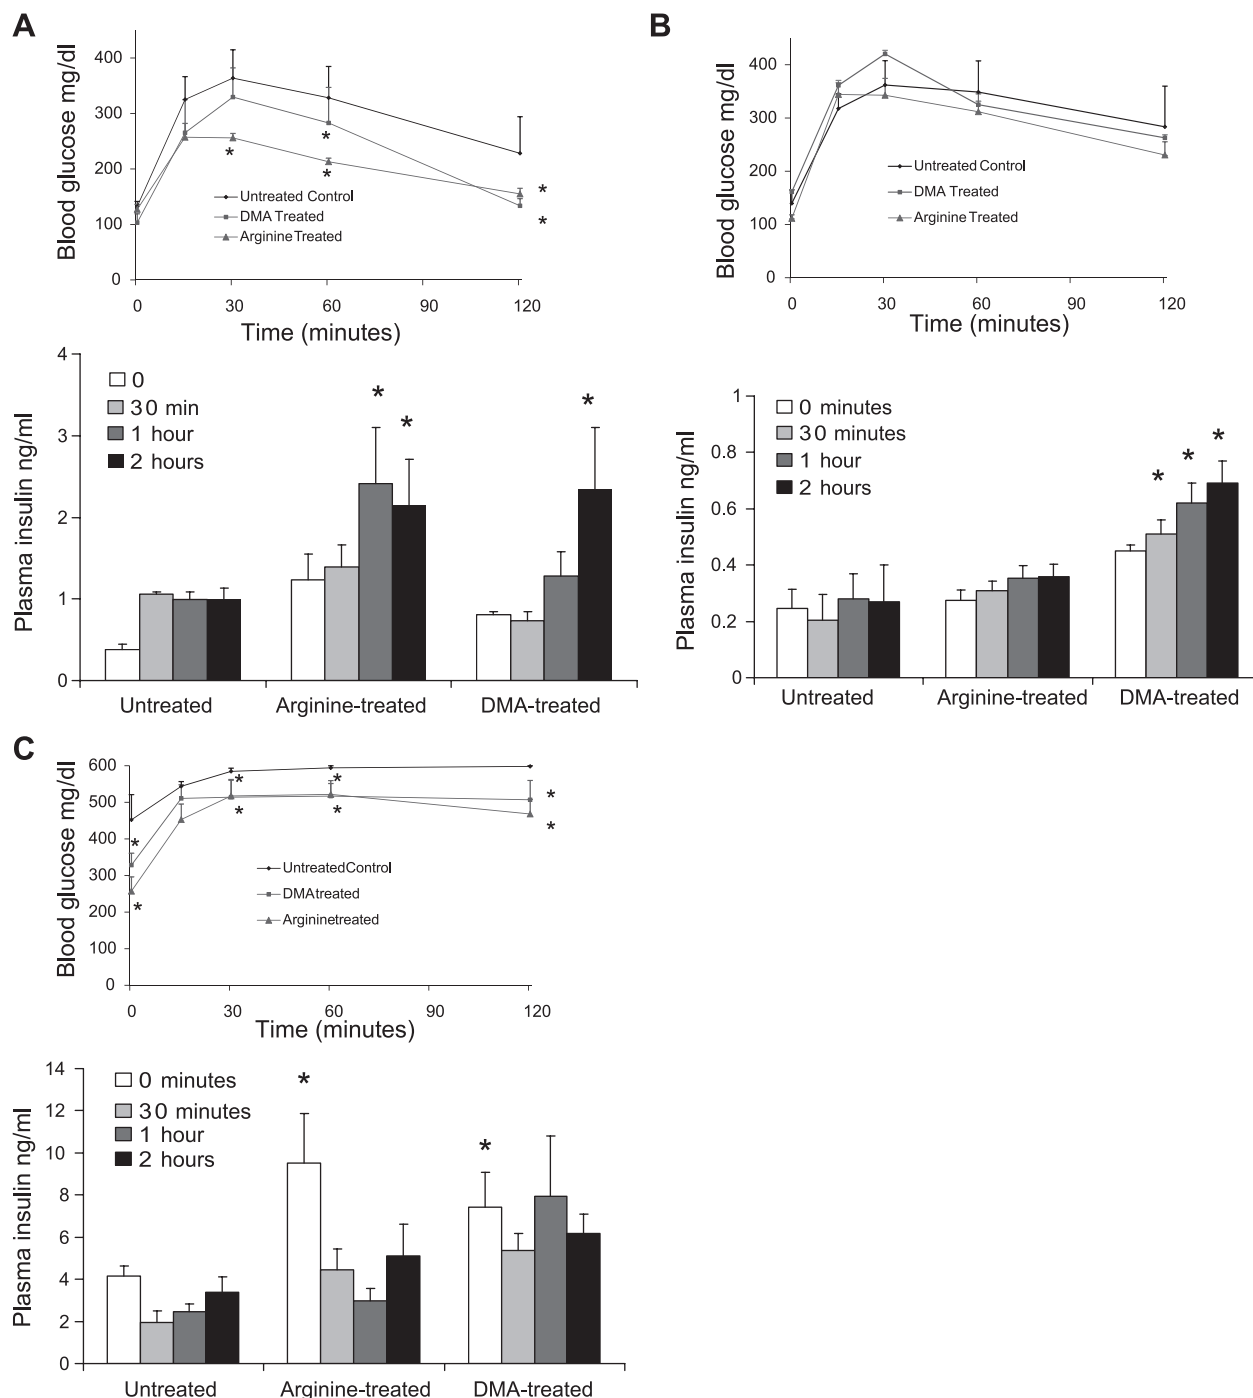 A
Blood glucose mg/dl
400
300
200
100
0
Untreated Control
DMA Treated
Arginine Treated
*
*
*
*
*
0 30 60 90 120
Time (minutes)
Plasma insulin ng/ml
4
3
2
1
0
0
30 min
1 hour
2 hours
* * *
Untreated Arginine-treated DMA-treated
B
Blood glucose mg/dl
400
300
200
100
0
Untreated Control
DMA Treated
Arginine Treated
0 30 60 90 120
Time (minutes)
Plasma insulin ng/ml
1
0.8
0.6
0.4
0.2
0
0 minutes
30 minutes
1 hour
2 hours
* * *
Untreated Arginine-treated DMA-treated
C
Blood glucose mg/dl
600
500
400
300
200
100
0
* *
* * *
*
*
*
UntreatedControl
DMAtreated
Argininetreated
0 30 60 90 120
Time (minutes)
Plasma insulin ng/ml
14
12
10
8
6
4
2
0
0 minutes
30 minutes
1 hour
2 hours
* *
Untreated Arginine-treated DMA-treated